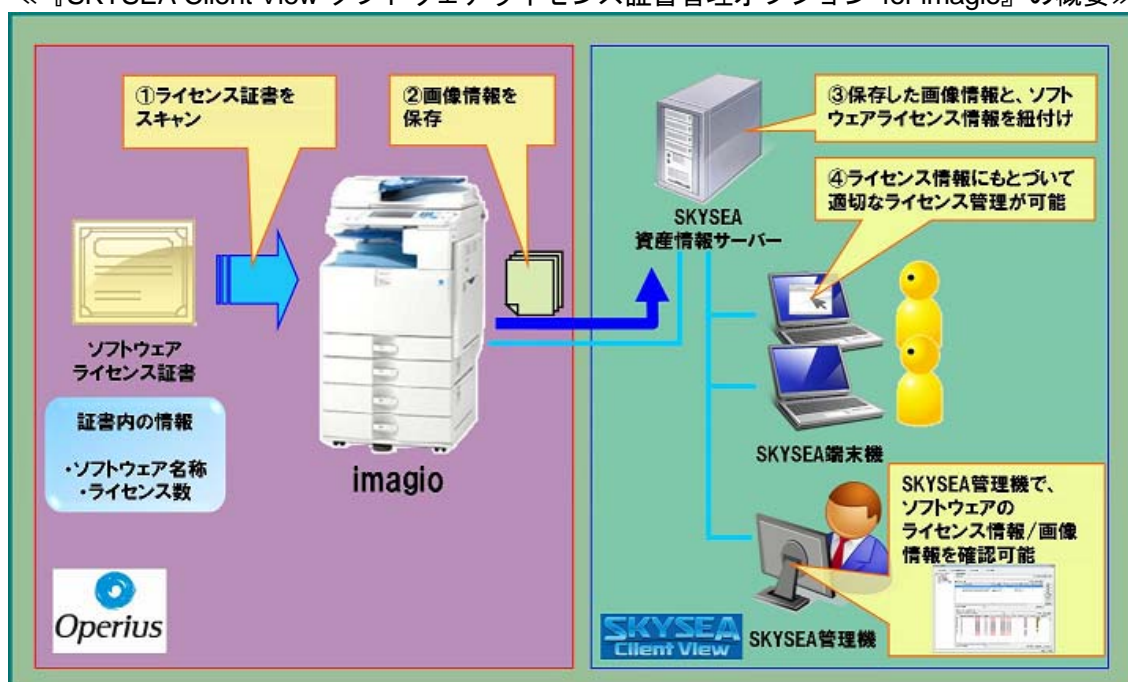 ≪『SKYSEA Client View ソフトウェアライセンス証書管理オプション for imagio』の概要≫
①ライセンス証書を
スキャン
②画像情報を
保存
③保存した画像情報と、ソフト
ウェアライセンス情報を紐付け
④ライセンス情報にもとづいて
適切なライセンス管理が可能
SKYSEA
資産情報サーバー
ソフトウェア
ライセンス証書
証書内の情報
・ソフトウェア名称
・ライセンス数
imagio
SKYSEA端末機
SKYSEA管理機で、
ソフトウェアの
ライセンス情報/画像
情報を確認可能
Operius
SKYSEA
Client View
SKYSEA管理機